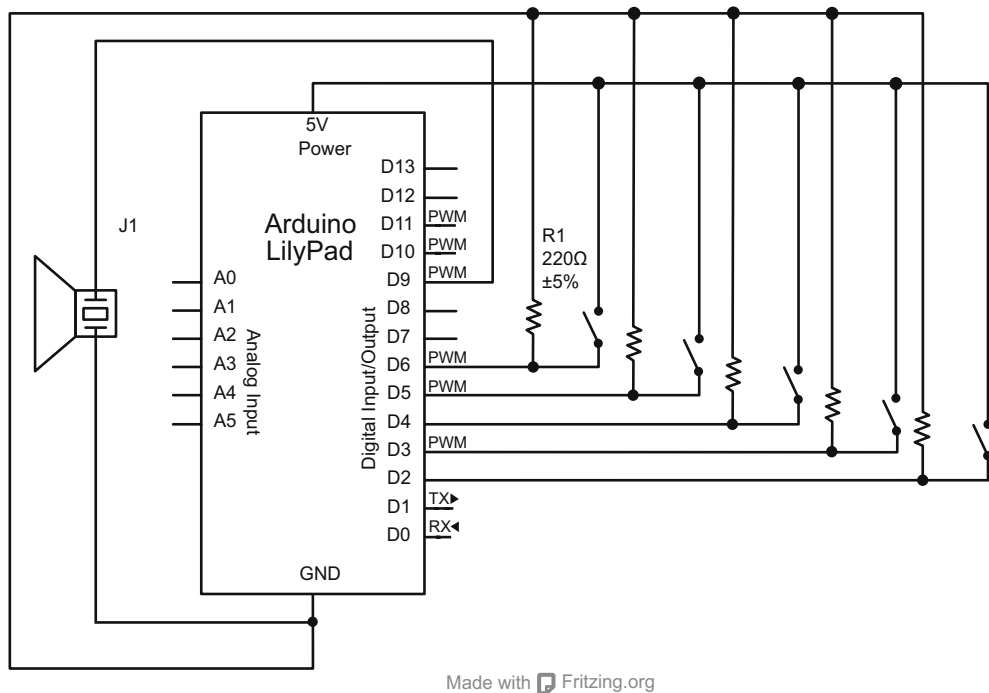 5V
Power
Arduino
LilyPad
J1
R1
220Ω
±5%
A0
A1
A2
A3
A4
A5
Analog Input
Digital Input/Output
D13
D12
D11 PWM
D10 PWM
D9 PWM
D8
D7
D6 PWM
D5 PWM
D4
D3 PWM
D2
D1 TX
D0 RX
GND
Made with Fritzing.org